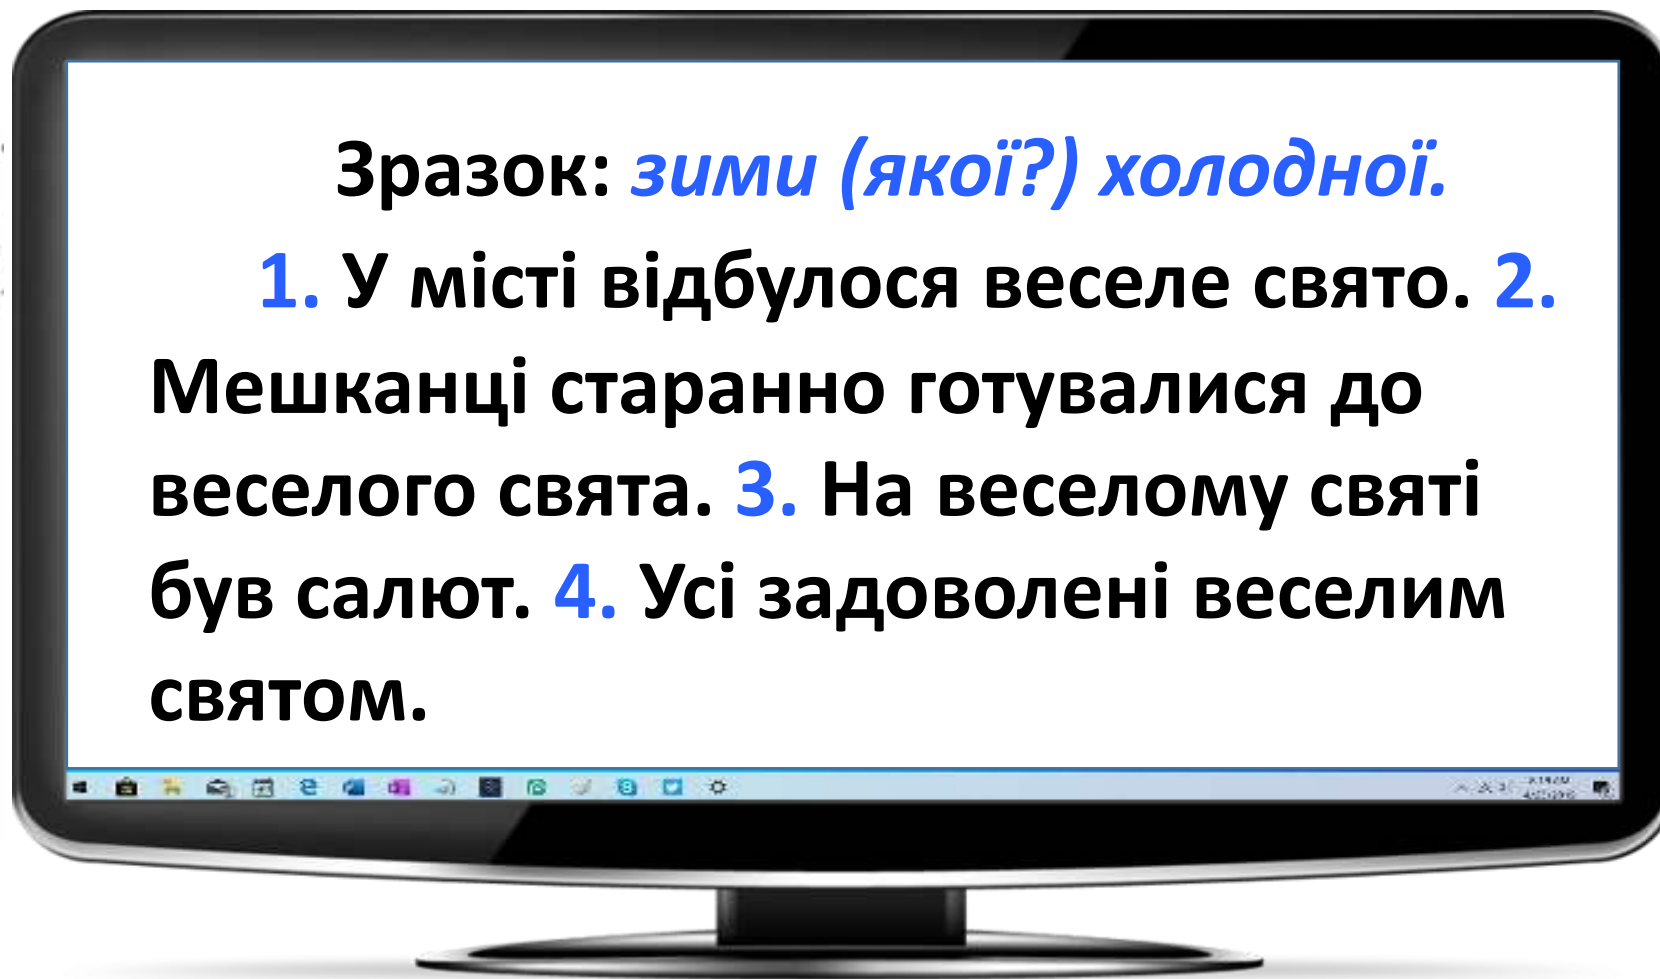 Зразок: зими (якої?) холодної.
1. У місті відбулося веселе свято. 2.
Мешканці старанно готувалися до
веселого свята. 3. На веселому святі
був салют. 4. Усі задоволені веселим
святом.